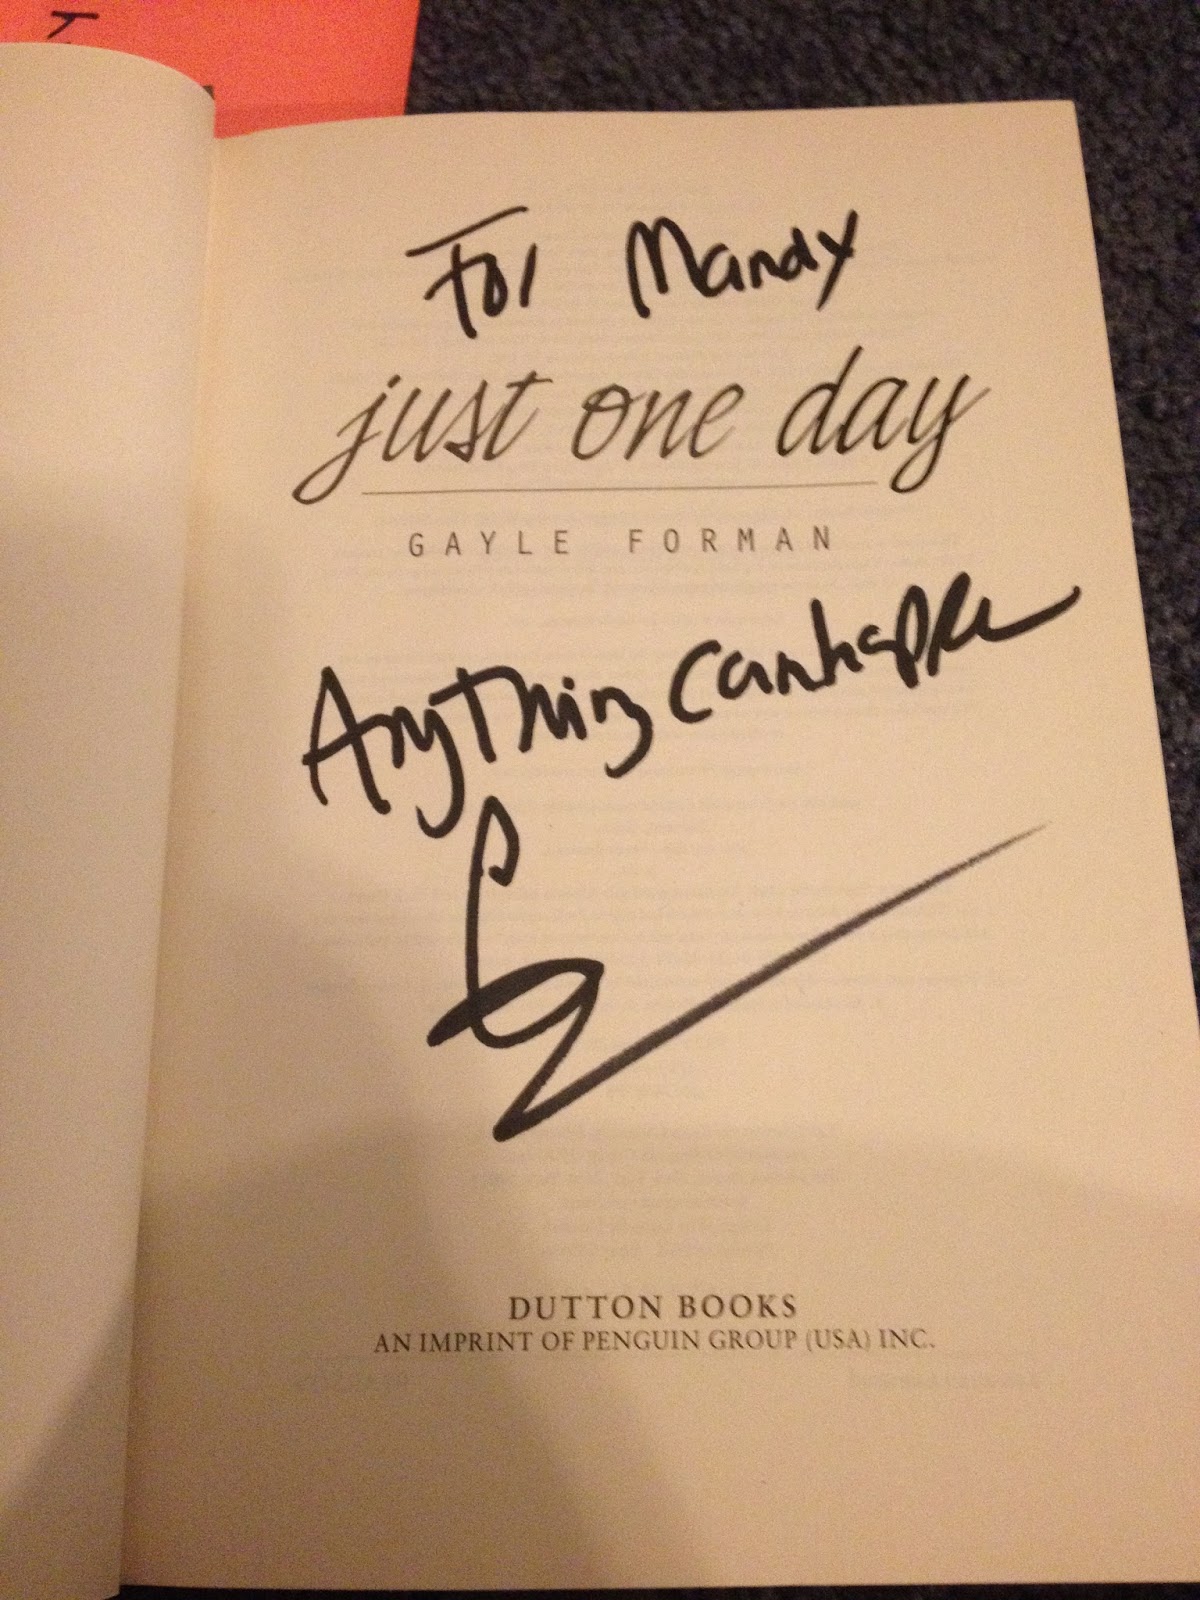 For Mandy
just one day
GAYLE FORMAN
Anything can happen
DUTTON BOOKS
AN IMPRINT OF PENGUIN GROUP (USA) INC.